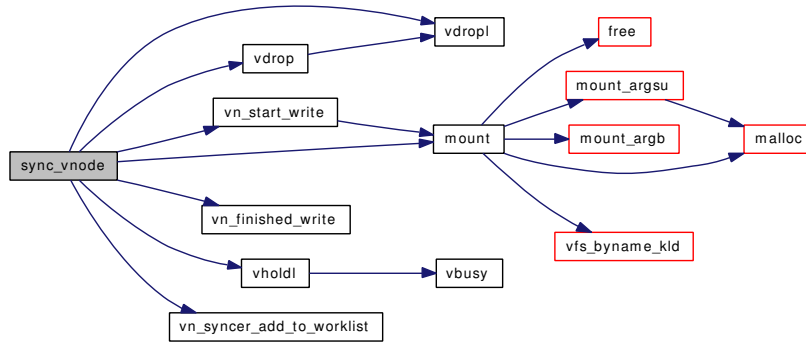 sync_vnode
vdropl
vdrop
vn_start_write
mount
vn_finished_write
vholdl
vbusy
vn_syncer_add_to_worklist
free
mount_argsu
mount_argb
malloc
vfs_byname_kld